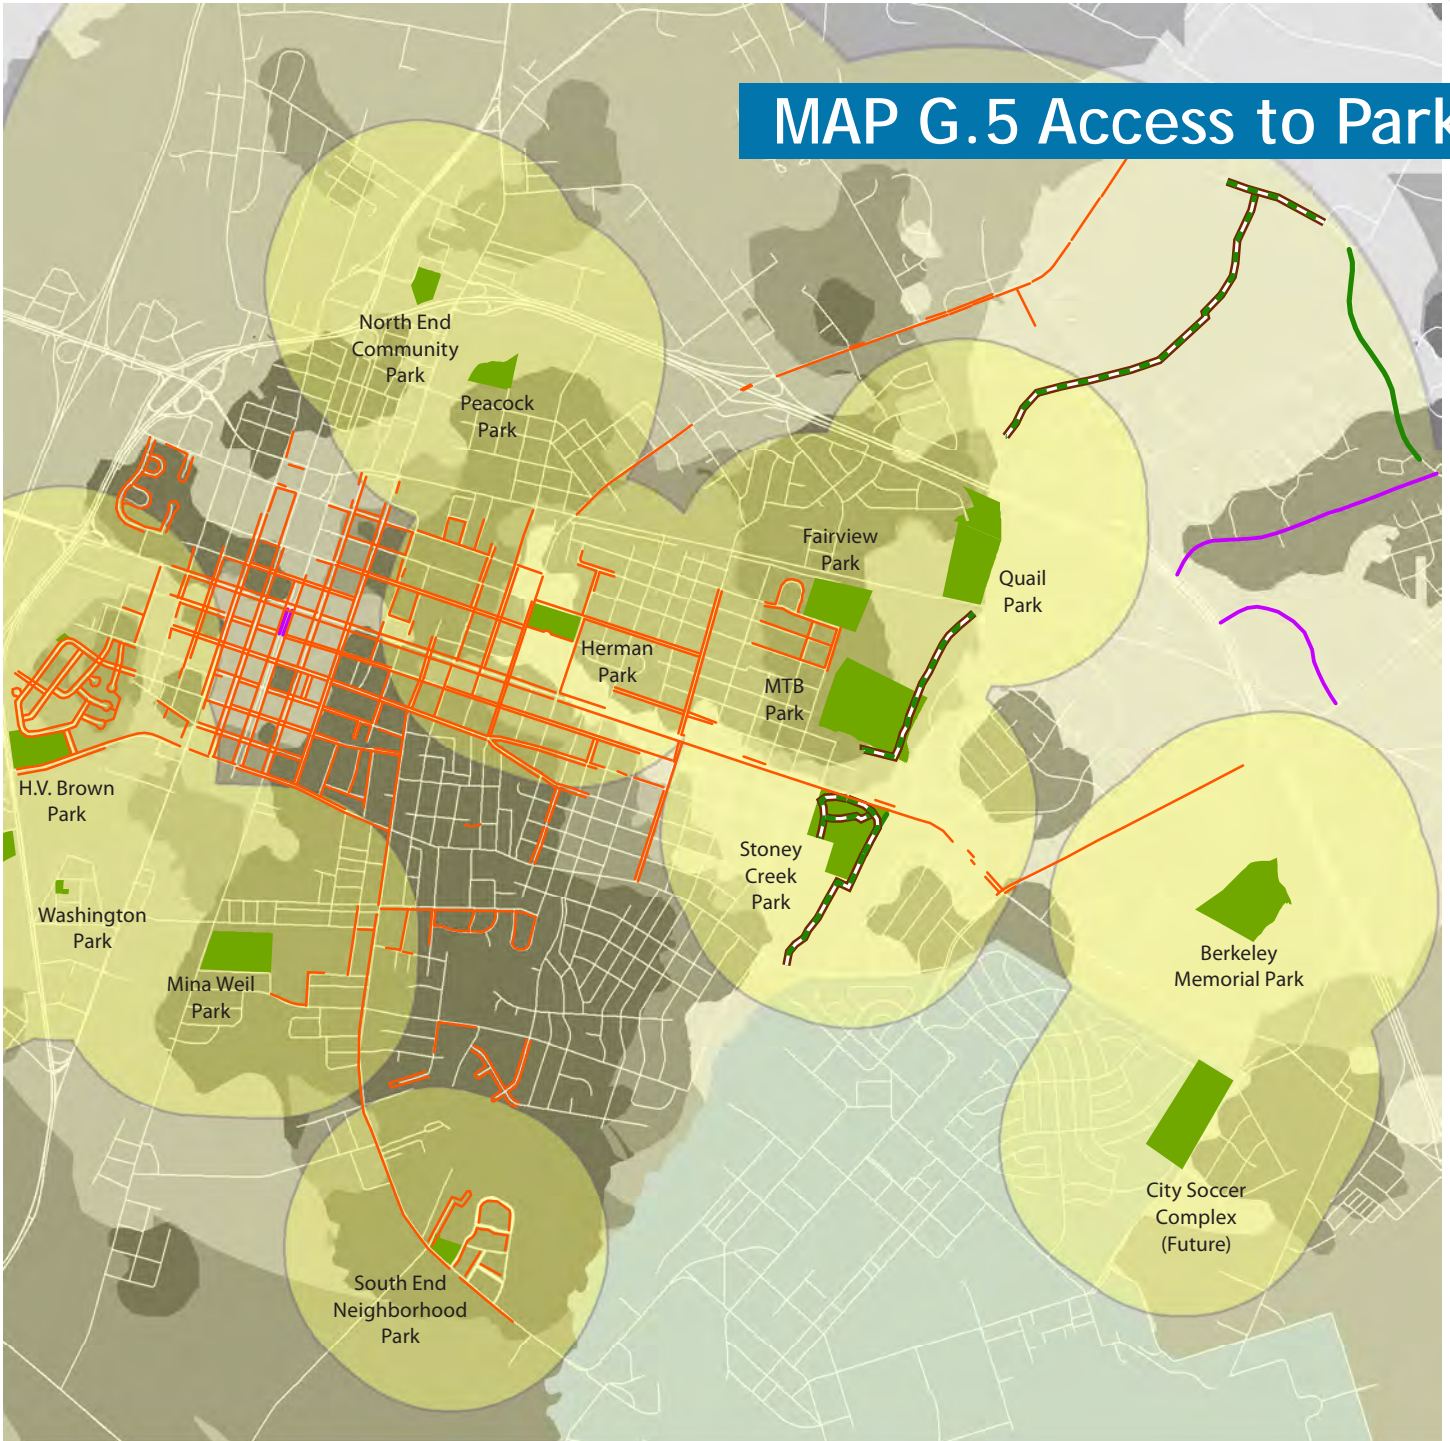 MAP G.5 Access to Park
North End
Community
Park
Peacock
Park
Fairview
Park
Quail
Park
Herman
Park
MTB
Park
H.V. Brown
Park
Stoney
Creek
Park
Washington
Park
Mina Weil
Park
Berkeley
Memorial Park
City Soccer
Complex
(Future)
South End
Neighborhood
Park